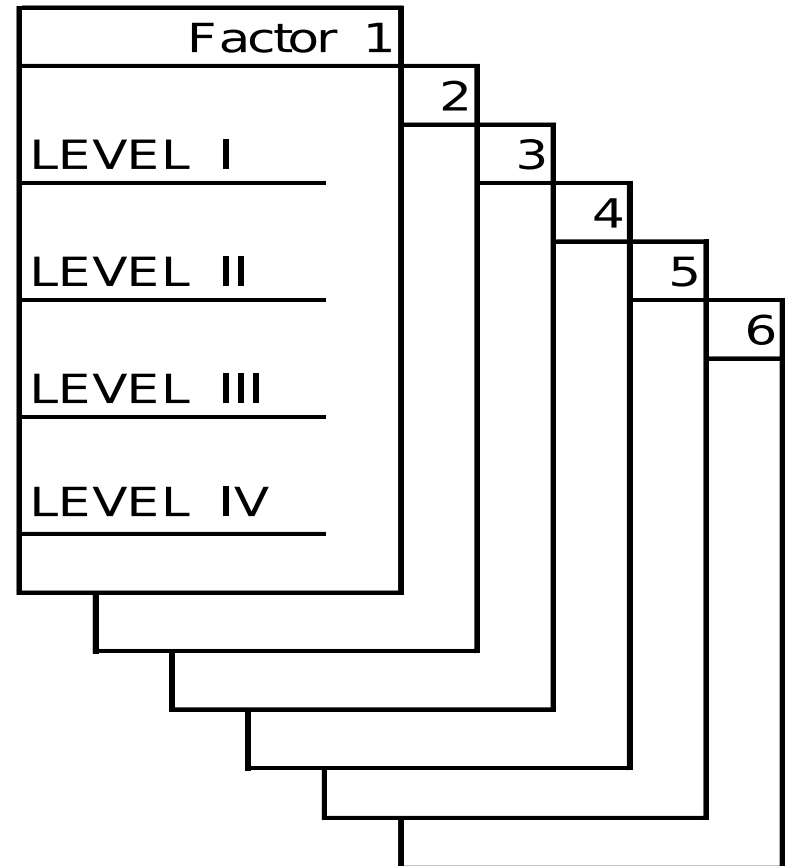 Factor 1
2
LEVEL I
3
4
LEVEL II
5
6
LEVEL III
LEVEL IV